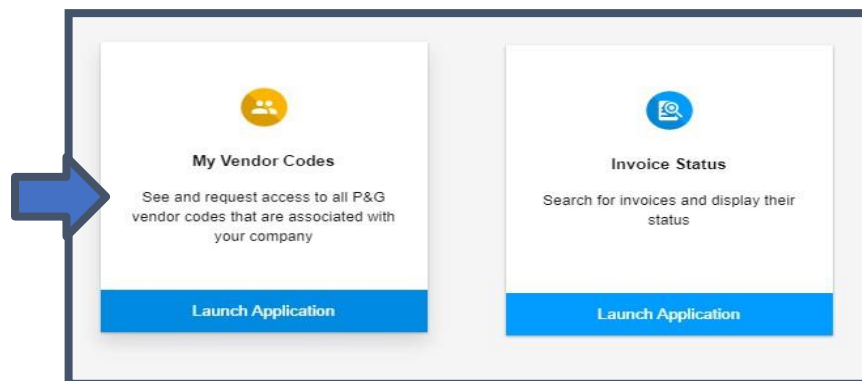 My Vendor Codes
See and request access to all P&G
vendor codes that are associated with
your company
Launch Application
Invoice Status
Search for invoices and display their
status
Launch Application